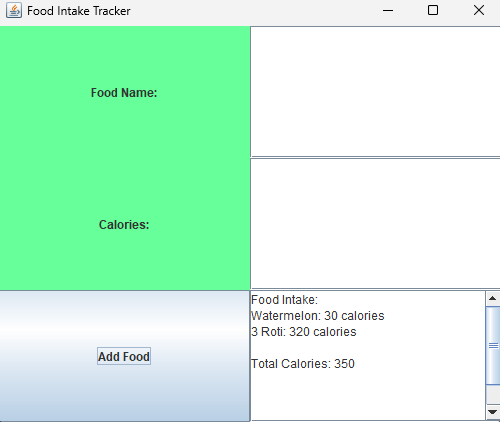 Food Intake Tracker
Food Name:
Calories:
Add Food
Food Intake:
Watermelon: 30 calories
3 Roti: 320 calories
Total Calories: 350